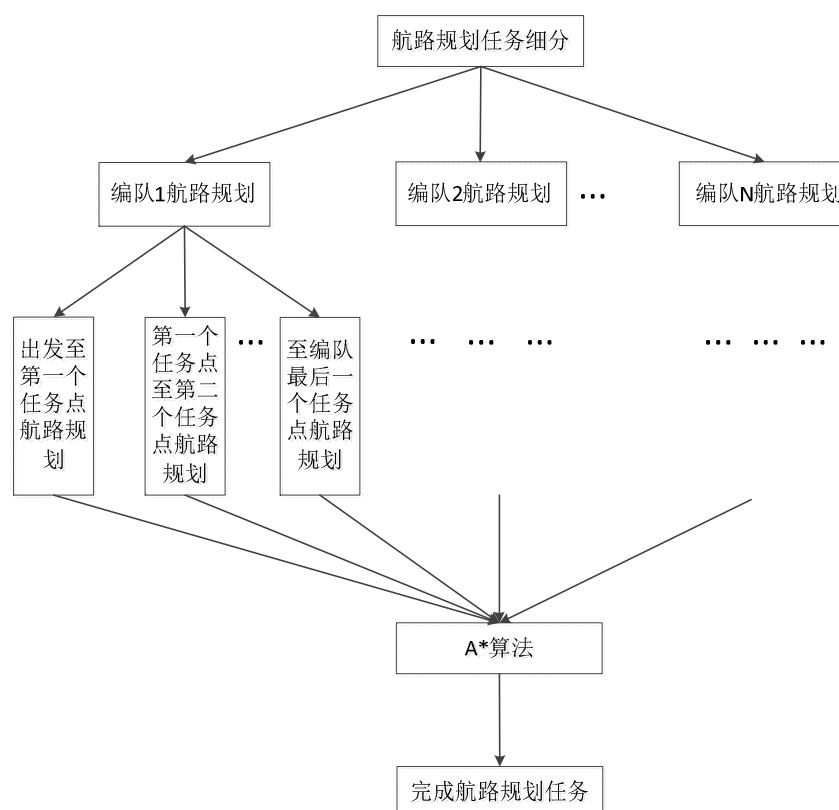 航路规划任务细分
编队1航路规划
编队2航路规划
...
编队N航路规划
出发至
第一个
任务点
航路规
划
第一个
任务点
至第二
个任务
点航路
规划
...
至编队
最后一
个任务
点航路
规划
... ... ...
... ... ...
A*算法
完成航路规划任务